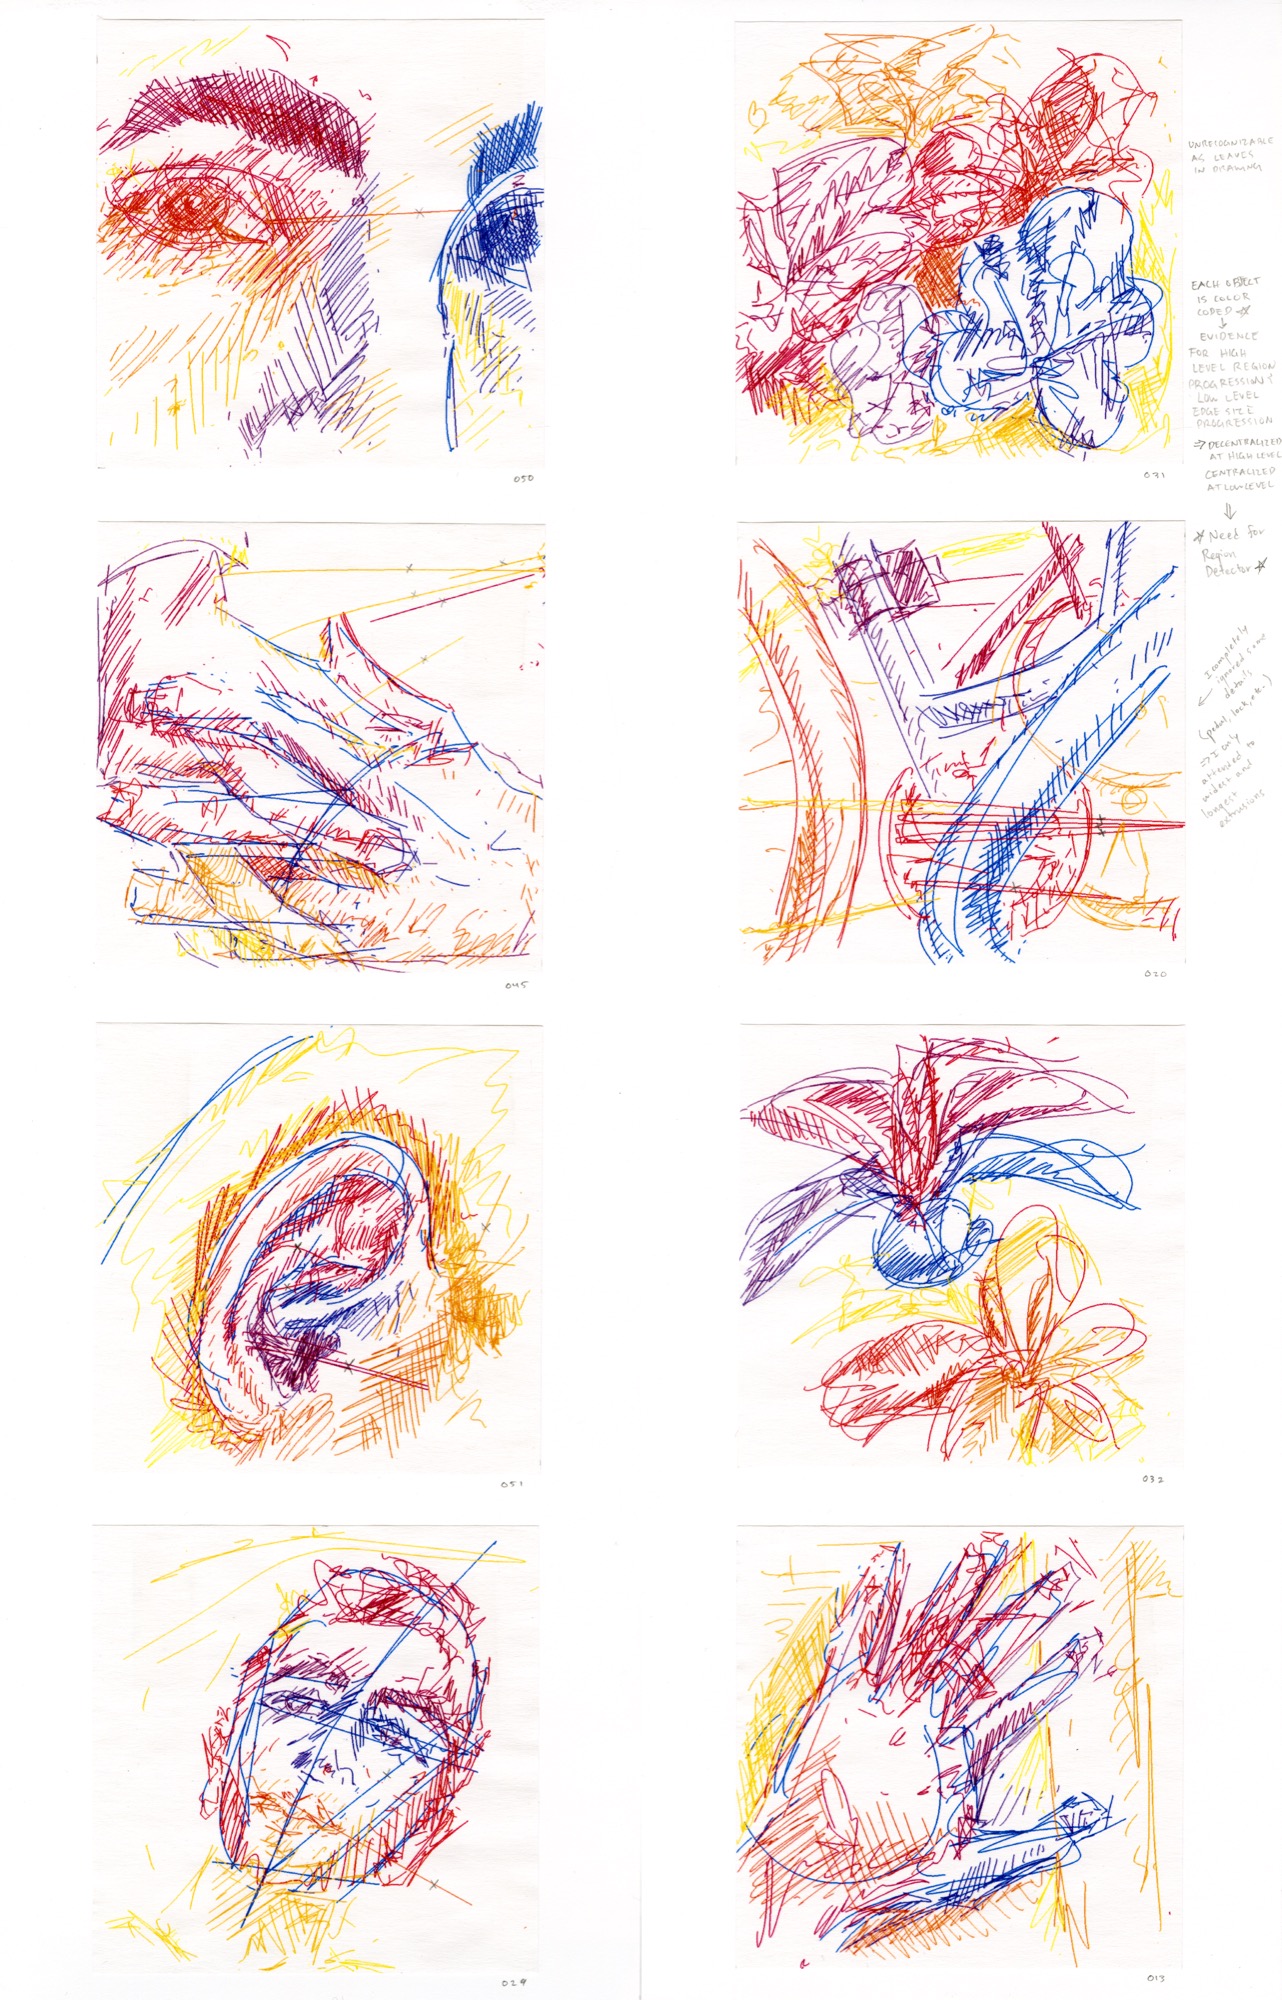 UNRECOGNIZABLE
AS LEAVES
IN DRAWING
EACH OBJECT
IS COLOR
CODED
EVIDENCE
FOR HIGH
LEVEL REGION
PROGRESSION &
LOW LEVEL
EDGE SIZE
PROGRESSION
⇒ DECENTRALIZED
AT HIGH LEVEL
CENTRALIZED
AT LOW LEVEL
Need for
Region
Detector
050
031
I completely
ignored some
details
(pedal, lock, etc.)
⇒ I only
attended to
widest and
longest
extrusions
045
020
051
032
029
013